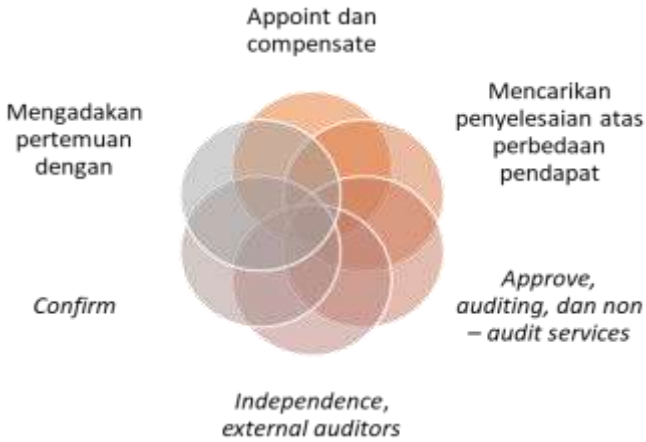 Appoint dan
compensate
Mencarikan
penyelesaian atas
perbedaan
pendapat
Approve,
auditing, dan non
– audit services
Independence,
external auditors
Confirm
Mengadakan
pertemuan
dengan